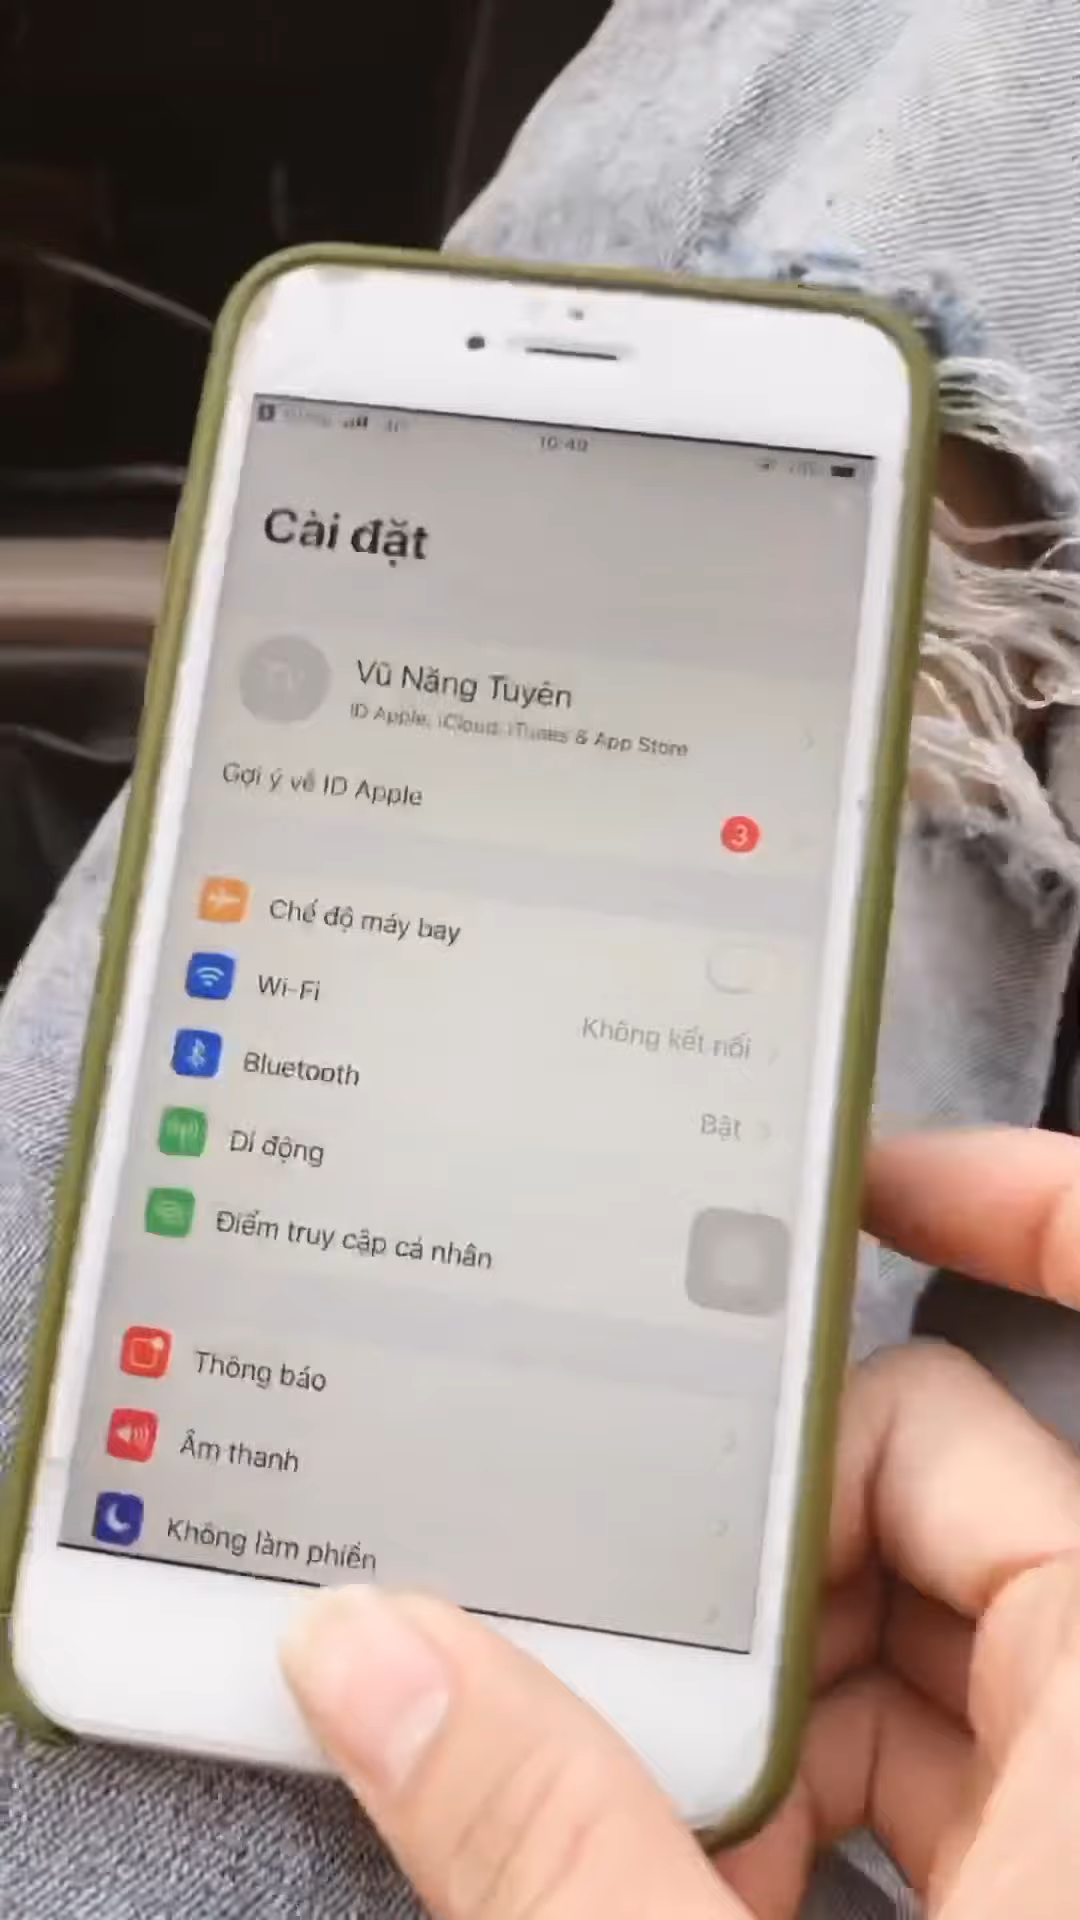 10:49
Cài đặt
Vũ Năng Tuyên
ID Apple, iCloud, iTunes & App Store
Gợi ý về ID Apple
3
Chế độ máy bay
Wi-Fi
Không kết nối
Bluetooth
Bật
Di động
Điểm truy cập cá nhân
Thông báo
Âm thanh
Không làm phiền